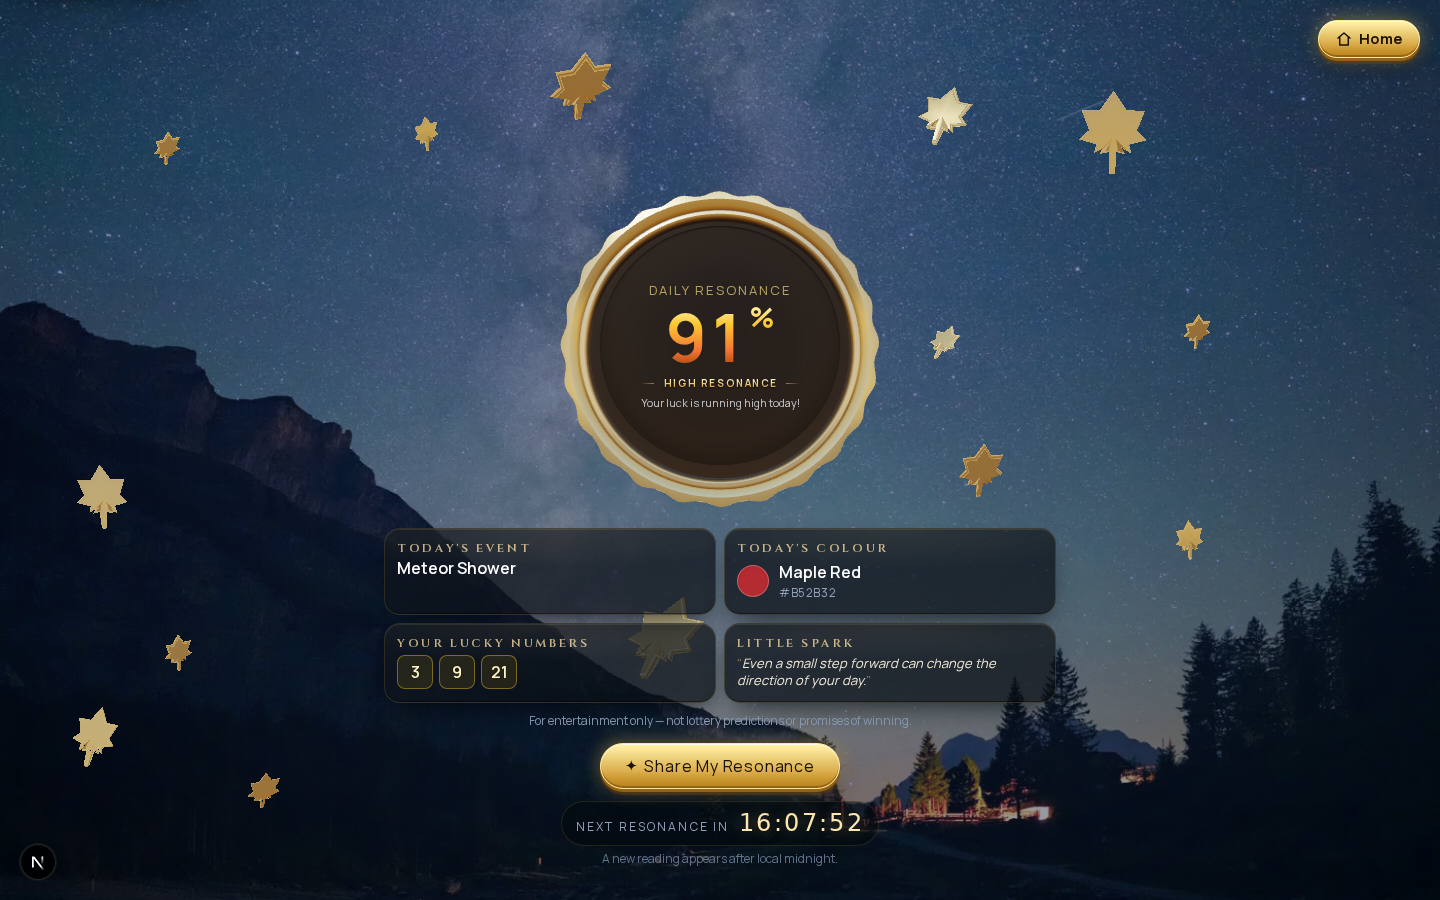 Home
DAILY RESONANCE
91%
HIGH RESONANCE
Your luck is running high today!
TODAY'S EVENT
Meteor Shower
TODAY'S COLOUR
Maple Red
#B52B32
YOUR LUCKY NUMBERS
3 9 21
LITTLE SPARK
"Even a small step forward can change the
direction of your day."
For entertainment only — not lottery predictions or promises of winning.
✦ Share My Resonance
NEXT RESONANCE IN 16:07:52
A new reading appears after local midnight.
N